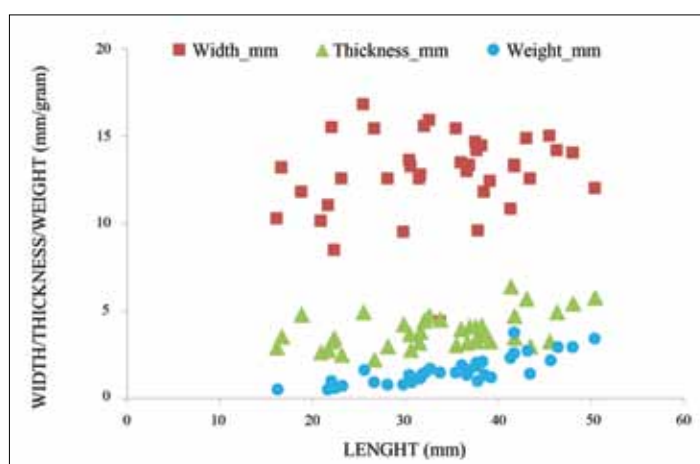 20
Width_mm Thickness_mm Weight_mm
15
10
5
0
0 10 20 30 40 50 60
WIDTH/THICKNESS/WEIGHT (mm/gram)
LENGHT (mm)